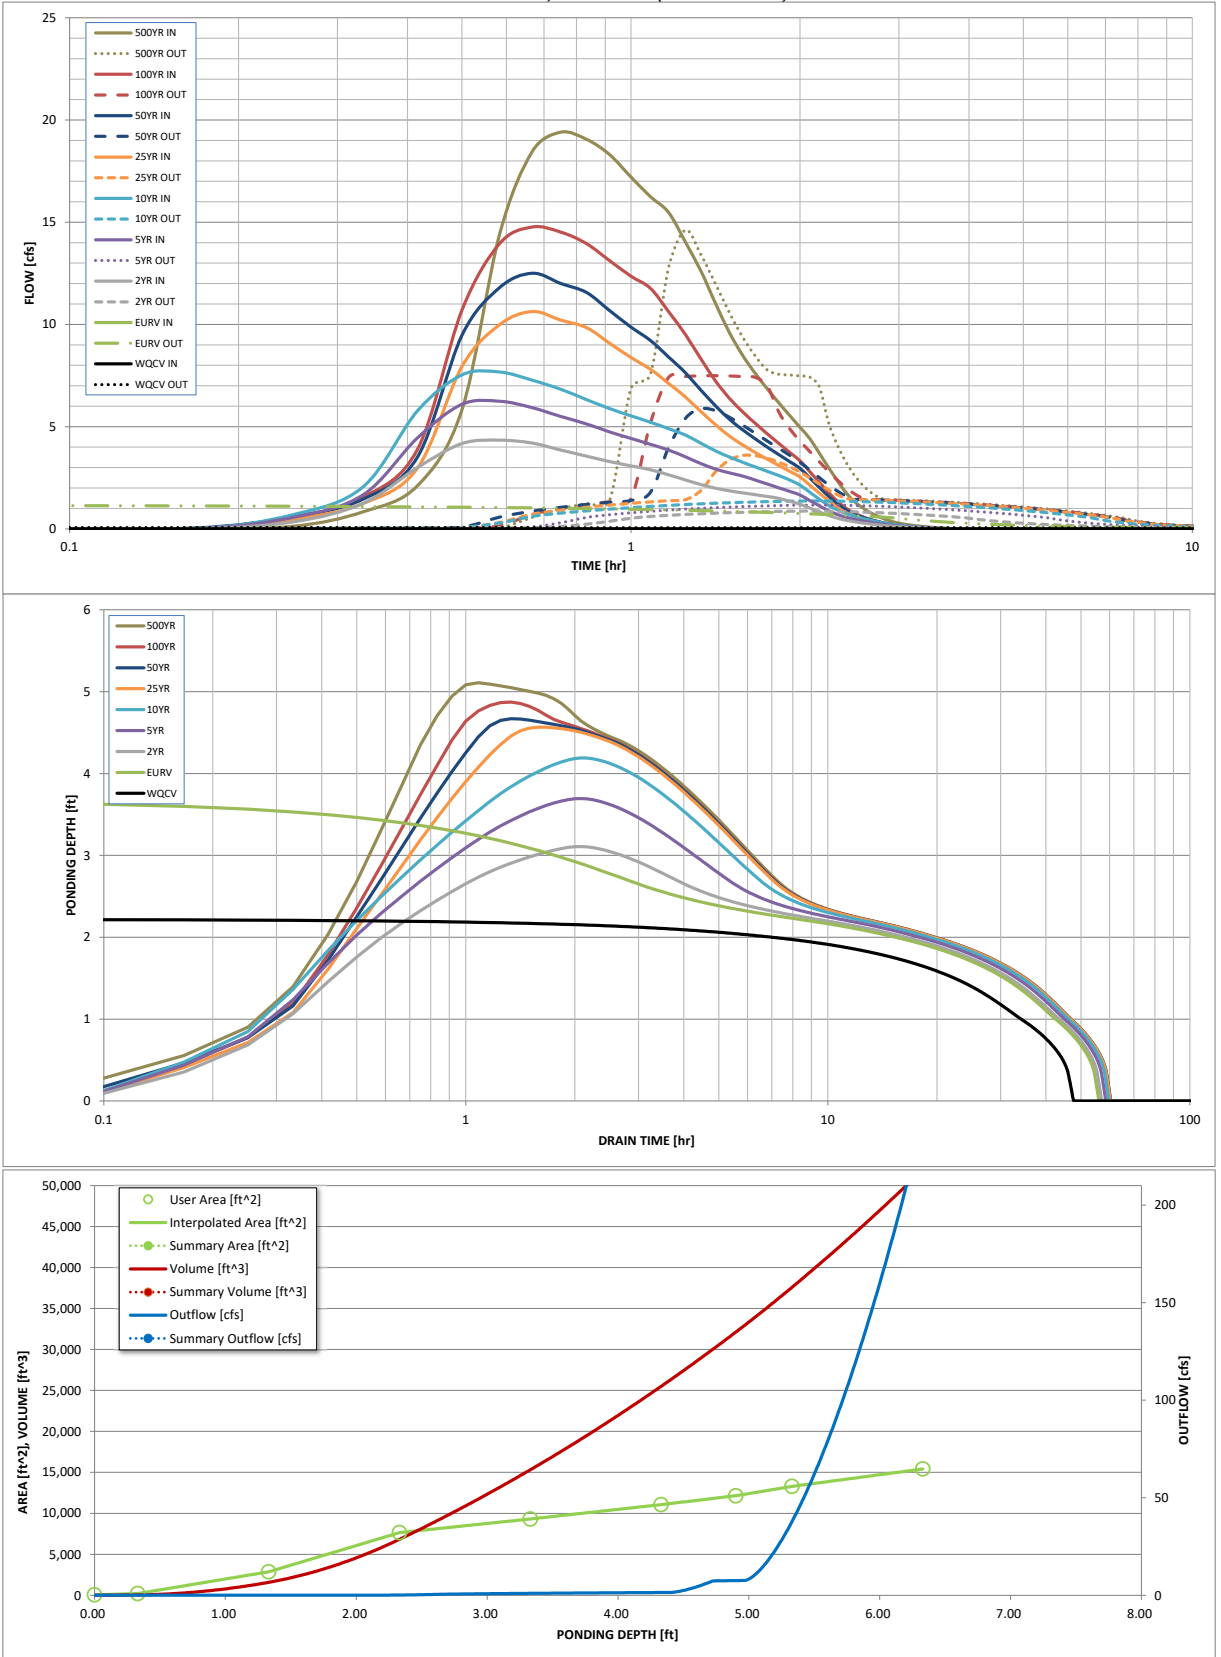 25
20
15
10
5
0
FLOW [cfs]
500YR IN
500YR OUT
100YR IN
100YR OUT
50YR IN
50YR OUT
25YR IN
25YR OUT
10YR IN
10YR OUT
5YR IN
5YR OUT
2YR IN
2YR OUT
EURV IN
EURV OUT
WQCV IN
WQCV OUT
0.1
1
10
TIME [hr]
6
5
4
3
2
1
0
PONDING DEPTH [ft]
500YR
100YR
50YR
25YR
10YR
5YR
2YR
EURV
WQCV
0.1
1
10
100
DRAIN TIME [hr]
50,000
45,000
40,000
35,000
30,000
25,000
20,000
15,000
10,000
5,000
0
AREA [ft^2], VOLUME [ft^3]
User Area [ft^2]
Interpolated Area [ft^2]
Summary Area [ft^2]
Volume [ft^3]
Summary Volume [ft^3]
Outflow [cfs]
Summary Outflow [cfs]
200
150
100
50
0
OUTFLOW [cfs]
0.00
1.00
2.00
3.00
4.00
5.00
6.00
7.00
8.00
PONDING DEPTH [ft]